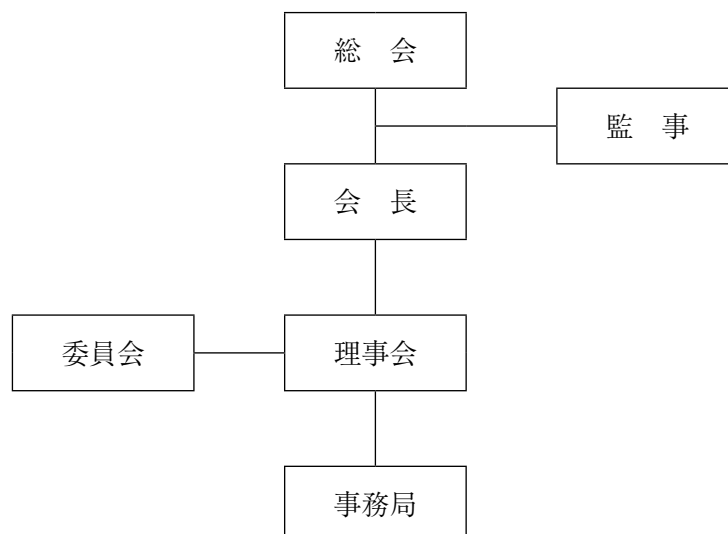 総　会
監　事
会　長
委員会
理事会
事務局